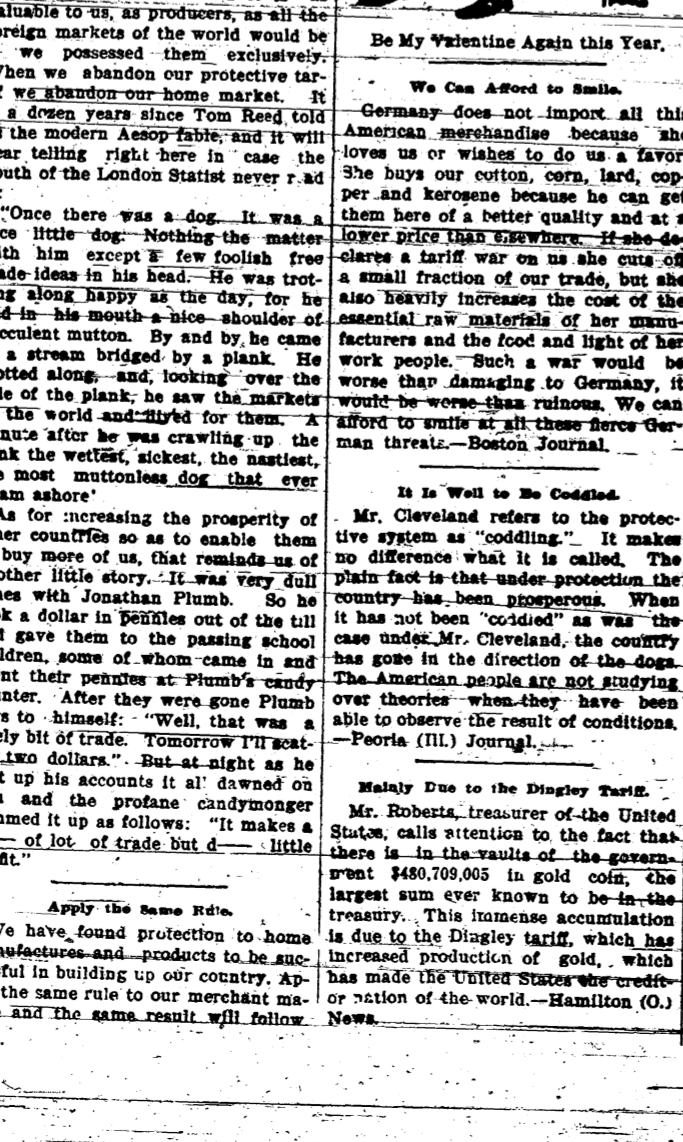 aluable to us, as producers, as all the
oreign markets of the world would be
we possessed them exclusively.
When we abandon our protective tar-
we abandon our home market. It
a dozen years since Tom Reed told
the modern Aesop fable, and it will
ear telling right here in case the
outh of the London Statist never r ad
"Once there was a dog. It was a
ce little dog. Nothing the matter
ith him except a few foolish free
ade ideas in his head. He was trot-
ng along happy as the day, for he
d in his mouth a nice shoulder of
cculent mutton. By and by he came
a stream bridged by a plank. He
otted along, and, looking over the
de of the plank, he saw the markets
the world and dived for them. A
nute after he was crawling up the
nk the wettest, sickest, the nastiest,
e most muttonless dog that ever
am ashore'
As for increasing the prosperity of
her countries so as to enable them
buy more of us, that reminds us of
other little story. It was very dull
es with Jonathan Plumb. So he
k a dollar in pennies out of the till
d gave them to the passing school
ldren, some of whom came in and
nt their pennies at Plumb's candy
unter. After they were gone Plumb
ys to himself: "Well, that was a
ely bit of trade. Tomorrow I'll scat-
two dollars." But at night as he
t up his accounts it al' dawned on
and the profane candymonger
mmed it up as follows: "It makes a
— of lot of trade but d—— little
fit."
Apply the Same Rule.
We have found protection to home
nufactures and products to be suc-
ful in building up our country. Ap-
the same rule to our merchant ma-
and the same result will follow
Be My Valentine Again this Year.
We Can Afford to Smile.
Germany does not import all this
American merchandise because she
loves us or wishes to do us a favor
She buys our cotton, corn, lard, cop-
per and kerosene because he can get
them here of a better quality and at a
lower price than elsewhere. If she de-
clares a tariff war on us she cuts off
a small fraction of our trade, but she
also heavily increases the cost of the
essential raw materials of her manu-
facturers and the food and light of her
work people. Such a war would be
worse than damaging to Germany, it
would be worse than ruinous. We can
afford to smile at all these fierce Ger-
man threats.—Boston Journal.
It Is Well to Be Coddled.
Mr. Cleveland refers to the protec-
tive system as "coddling." It makes
no difference what it is called. The
plain fact is that under protection the
country has been prosperous. When
it has not been "coddled" as was the
case under Mr. Cleveland, the country
has gone in the direction of the dogs.
The American people are not studying
over theories when they have been
able to observe the result of conditions.
—Peoria (Ill.) Journal.
Mainly Due to the Dingley Tariff.
Mr. Roberts, treasurer of the United
States, calls attention to the fact that
there is in the vaults of the govern-
ment $480,709,005 in gold coin, the
largest sum ever known to be in the
treasury. This immense accumulation
is due to the Dingley tariff, which has
increased production of gold, which
has made the United States the credit-
or nation of the world.—Hamilton (O.)
News.